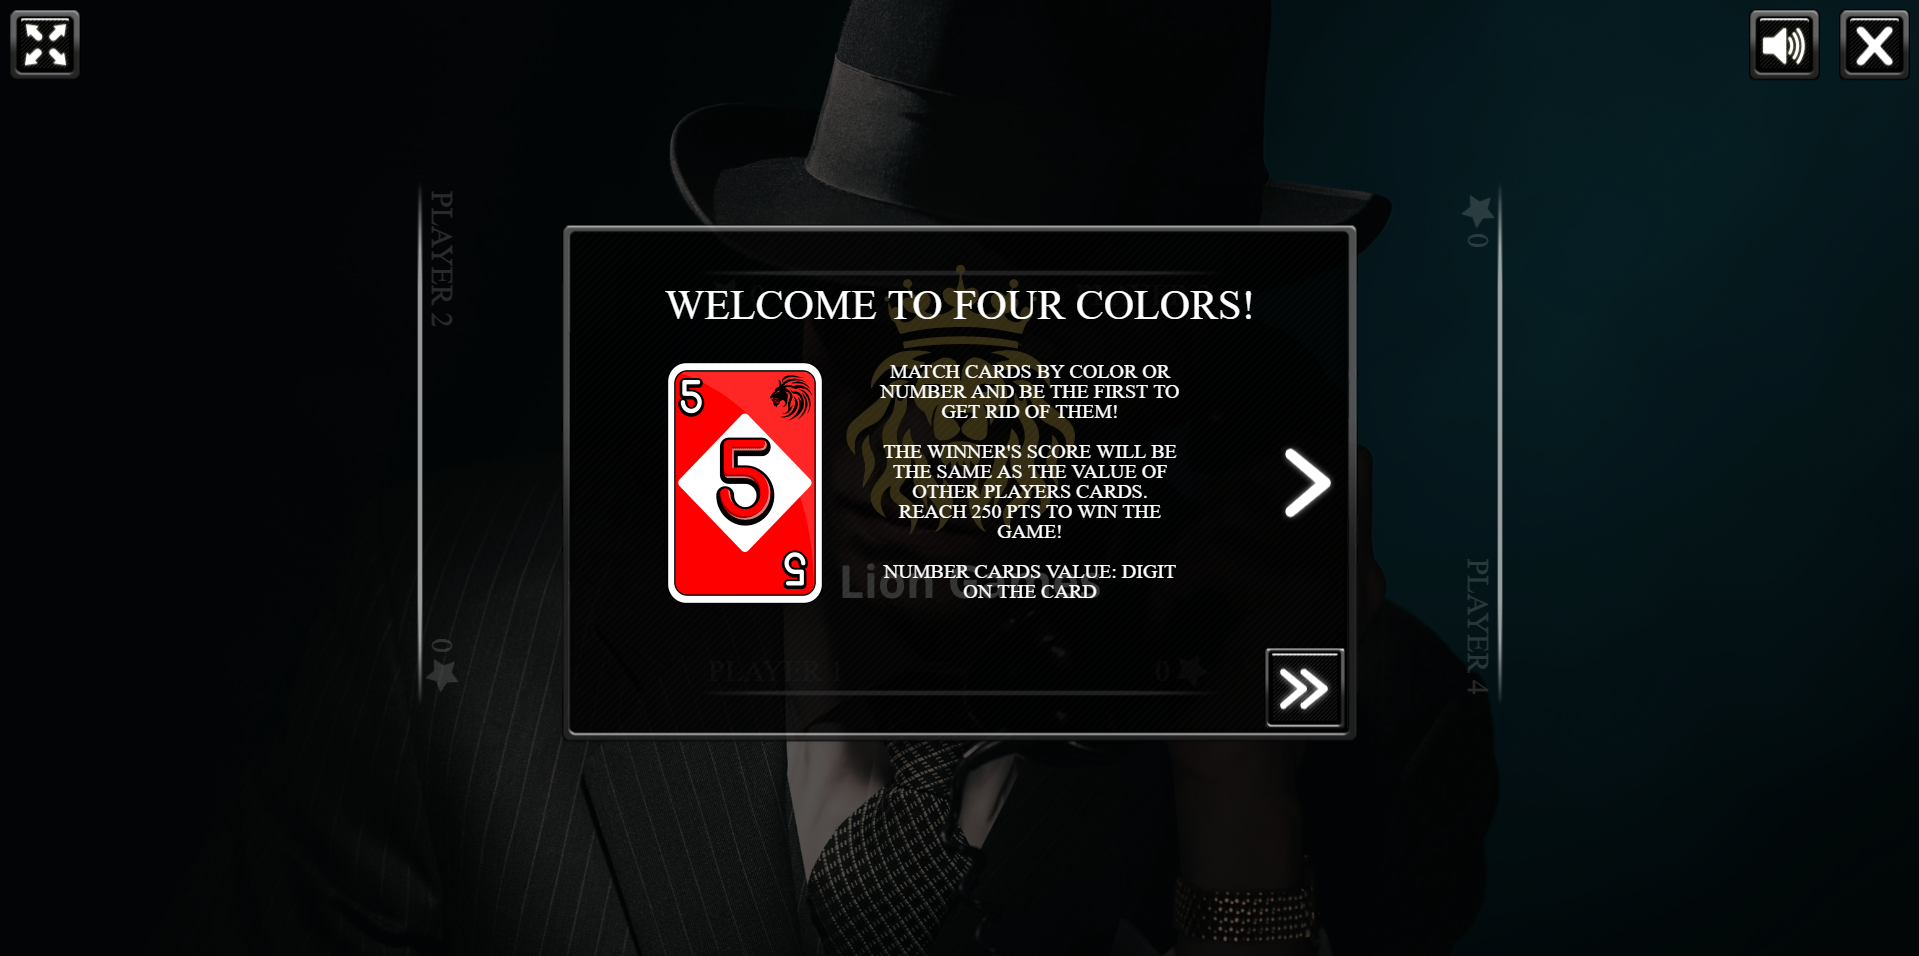 PLAYER 2
0
WELCOME TO FOUR COLORS!
5
5
5
MATCH CARDS BY COLOR OR
NUMBER AND BE THE FIRST TO
GET RID OF THEM!
THE WINNER'S SCORE WILL BE
THE SAME AS THE VALUE OF
OTHER PLAYERS CARDS.
REACH 250 PTS TO WIN THE
GAME!
NUMBER CARDS VALUE: DIGIT
ON THE CARD
Lion Games
PLAYER 1
0
0
PLAYER 4